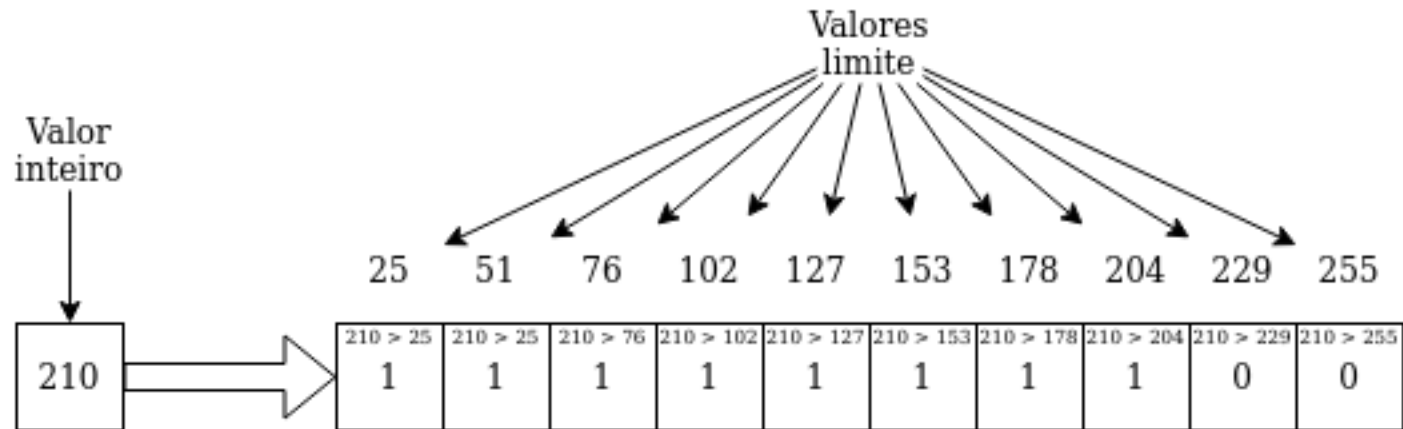 Valores
limite
Valor
inteiro
25 51 76 102 127 153 178 204 229 255
210 > 25 210 > 25 210 > 76 210 > 102 210 > 127 210 > 153 210 > 178 210 > 204 210 > 229 210 > 255
210 1 1 1 1 1 1 1 1 0 0